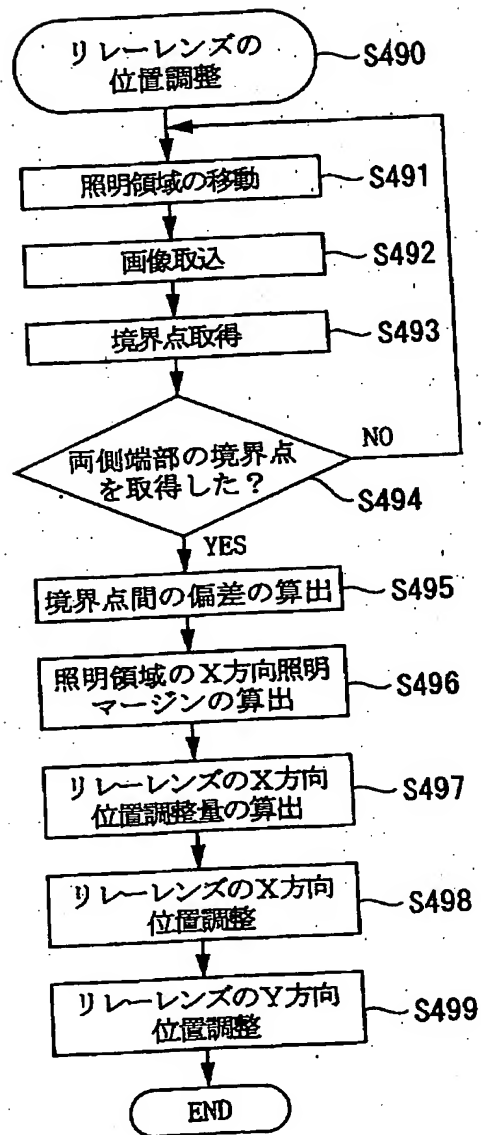 リレーレンズの
位置調整
S490
照明領域の移動
S491
画像取込
S492
境界点取得
S493
両側端部の境界点
を取得した？
NO
S494
YES
境界点間の偏差の算出
S495
照明領域のX方向照明
マージンの算出
S496
リレーレンズのX方向
位置調整量の算出
S497
リレーレンズのX方向
位置調整
S498
リレーレンズのY方向
位置調整
S499
END